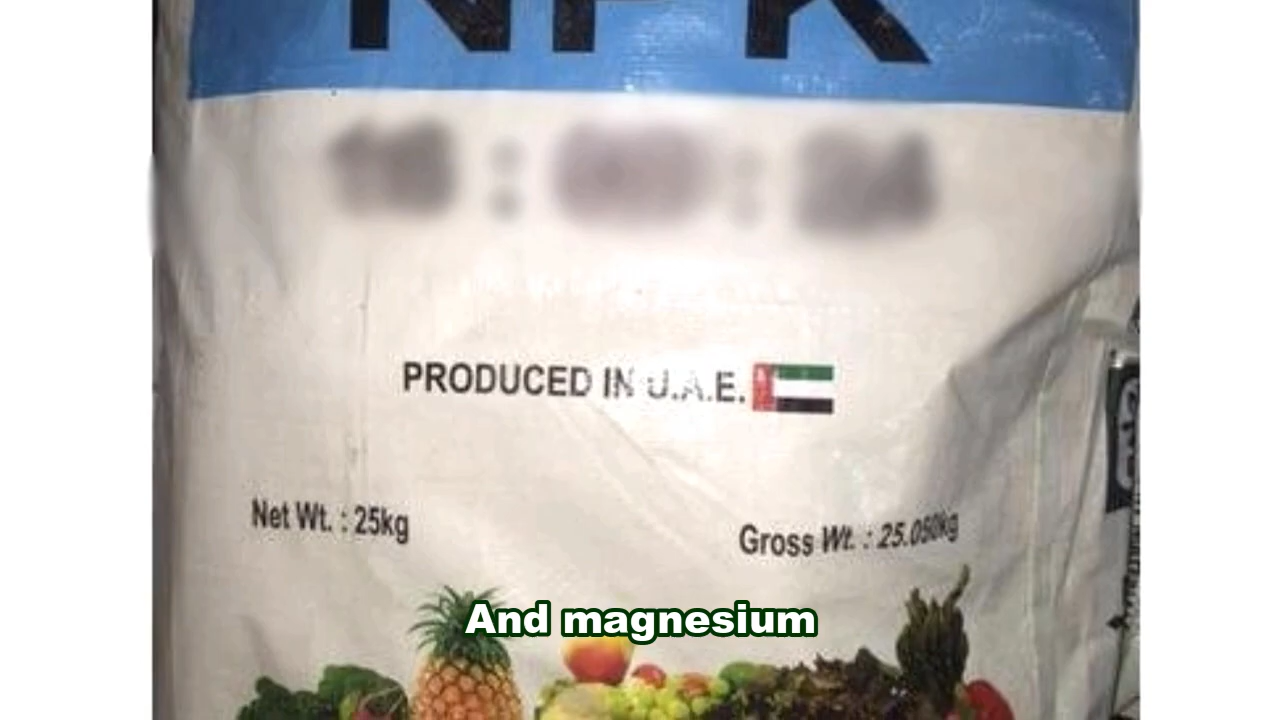 NPK
PRODUCED IN U.A.E.
Net Wt. : 25kg
Gross Wt. : 25.050kg
And magnesium